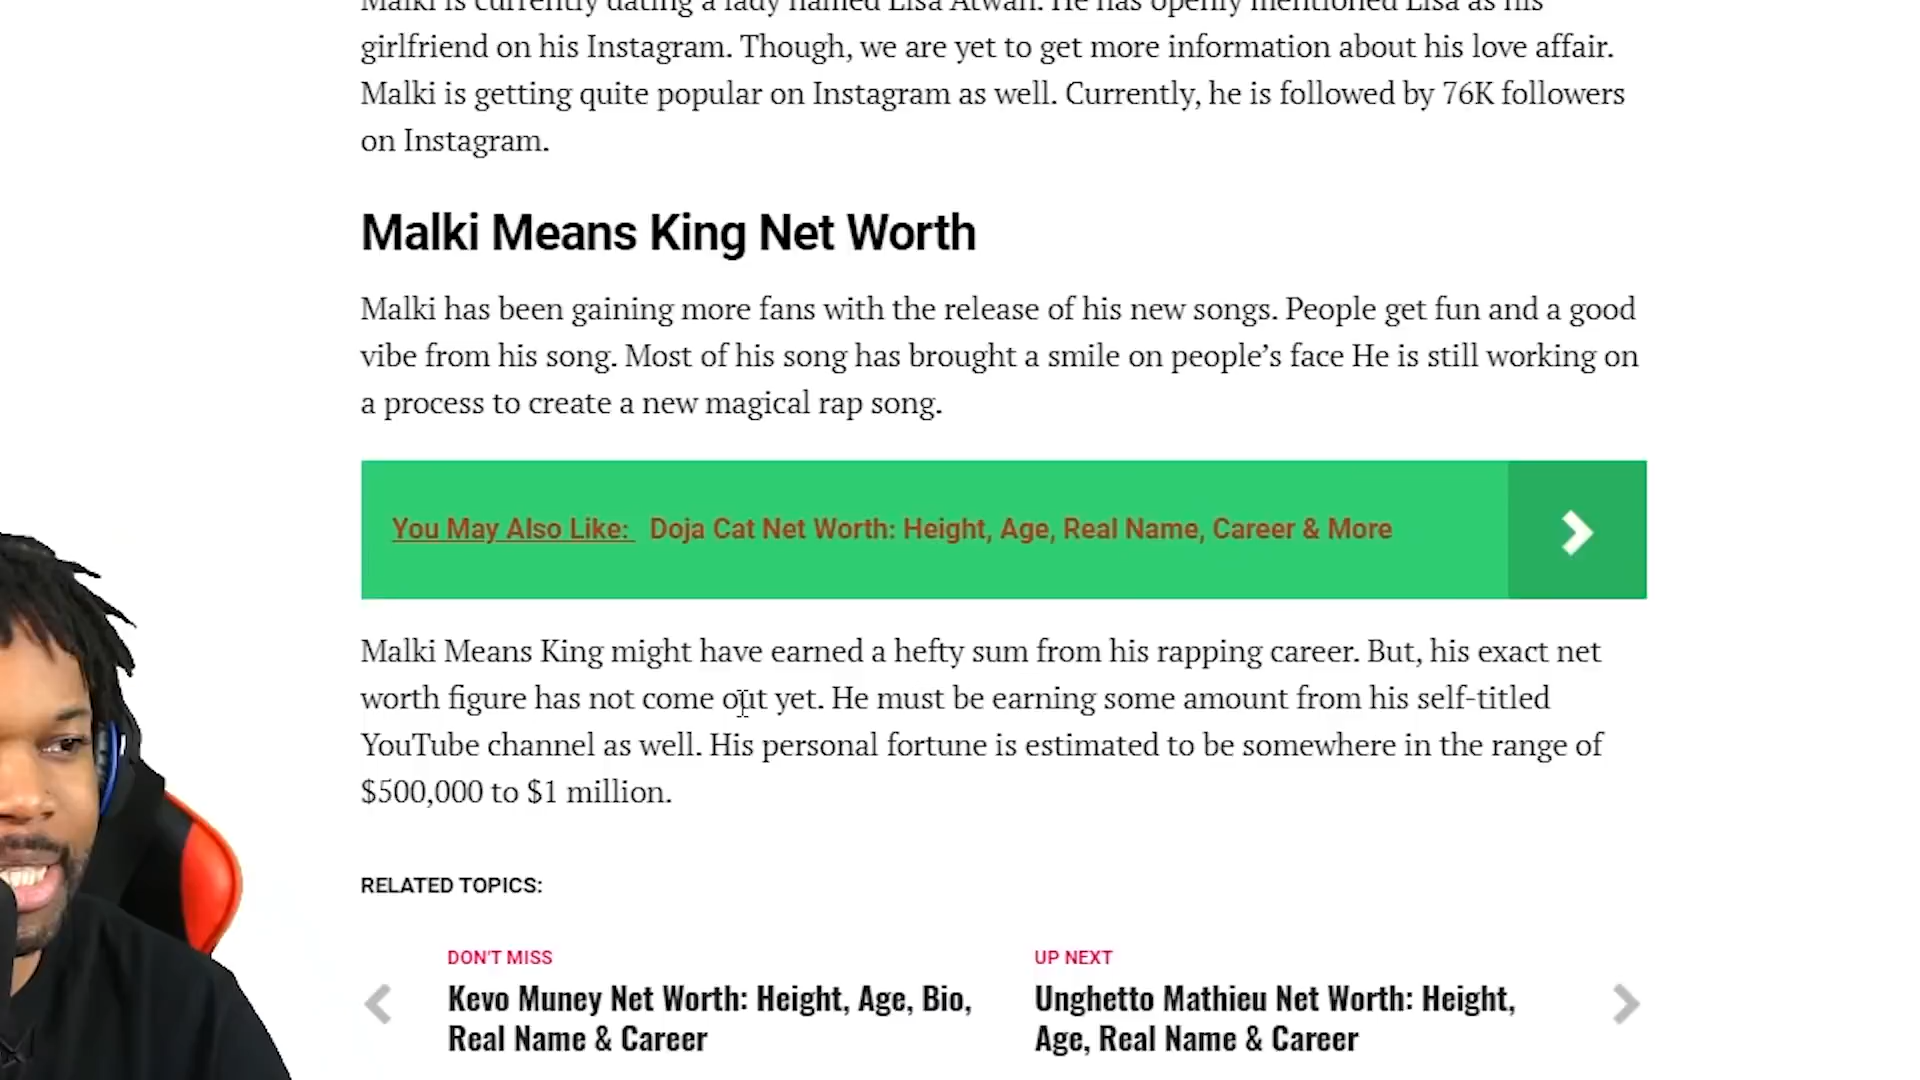 Malki is currently dating a lady named Lisa Atwan. He has openly mentioned Lisa as his
girlfriend on his Instagram. Though, we are yet to get more information about his love affair.
Malki is getting quite popular on Instagram as well. Currently, he is followed by 76K followers
on Instagram.
Malki Means King Net Worth
Malki has been gaining more fans with the release of his new songs. People get fun and a good
vibe from his song. Most of his song has brought a smile on people’s face He is still working on
a process to create a new magical rap song.
You May Also Like: Doja Cat Net Worth: Height, Age, Real Name, Career & More
Malki Means King might have earned a hefty sum from his rapping career. But, his exact net
worth figure has not come out yet. He must be earning some amount from his self-titled
YouTube channel as well. His personal fortune is estimated to be somewhere in the range of
$500,000 to $1 million.
RELATED TOPICS:
DON'T MISS
Kevo Muney Net Worth: Height, Age, Bio,
Real Name & Career
UP NEXT
Unghetto Mathieu Net Worth: Height,
Age, Real Name & Career